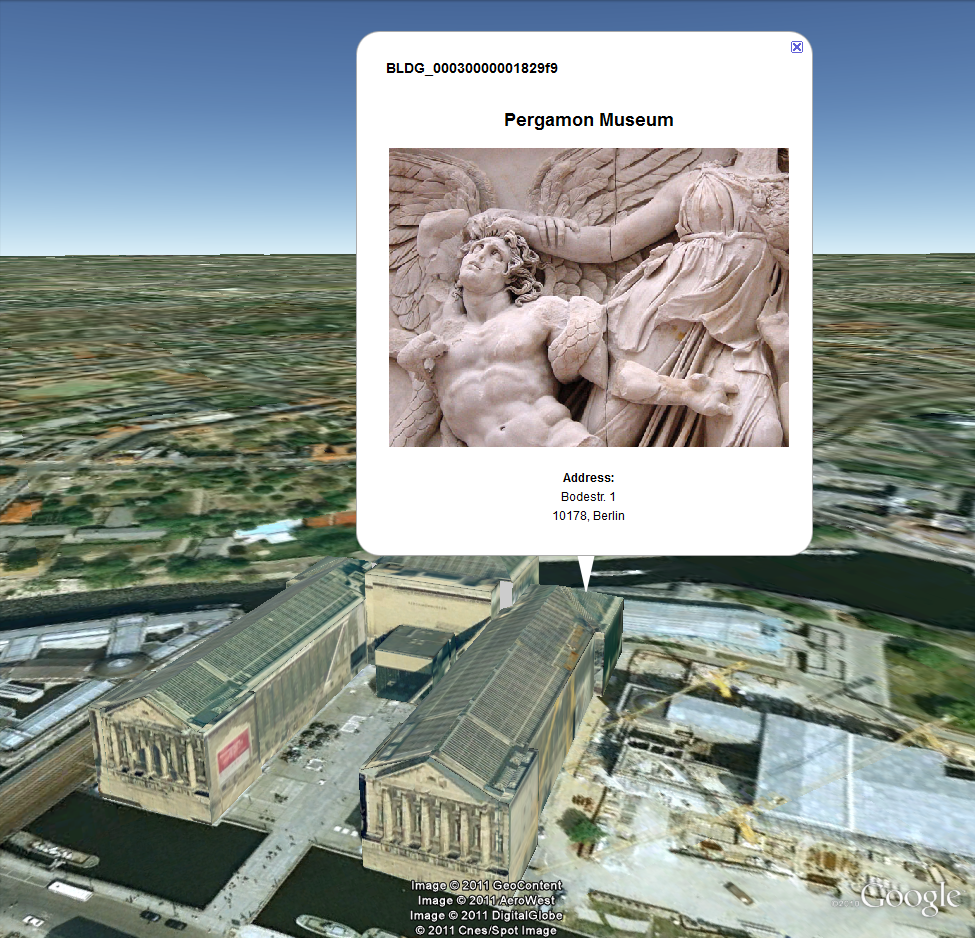 BLDG_00030000001829f9
Pergamon Museum
Address:
Bodestr. 1
10178, Berlin
Image © 2011 GeoContent
Image © 2011 AeroWest
Image © 2011 DigitalGlobe
© 2011 Cnes/Spot Image
©2010 Google